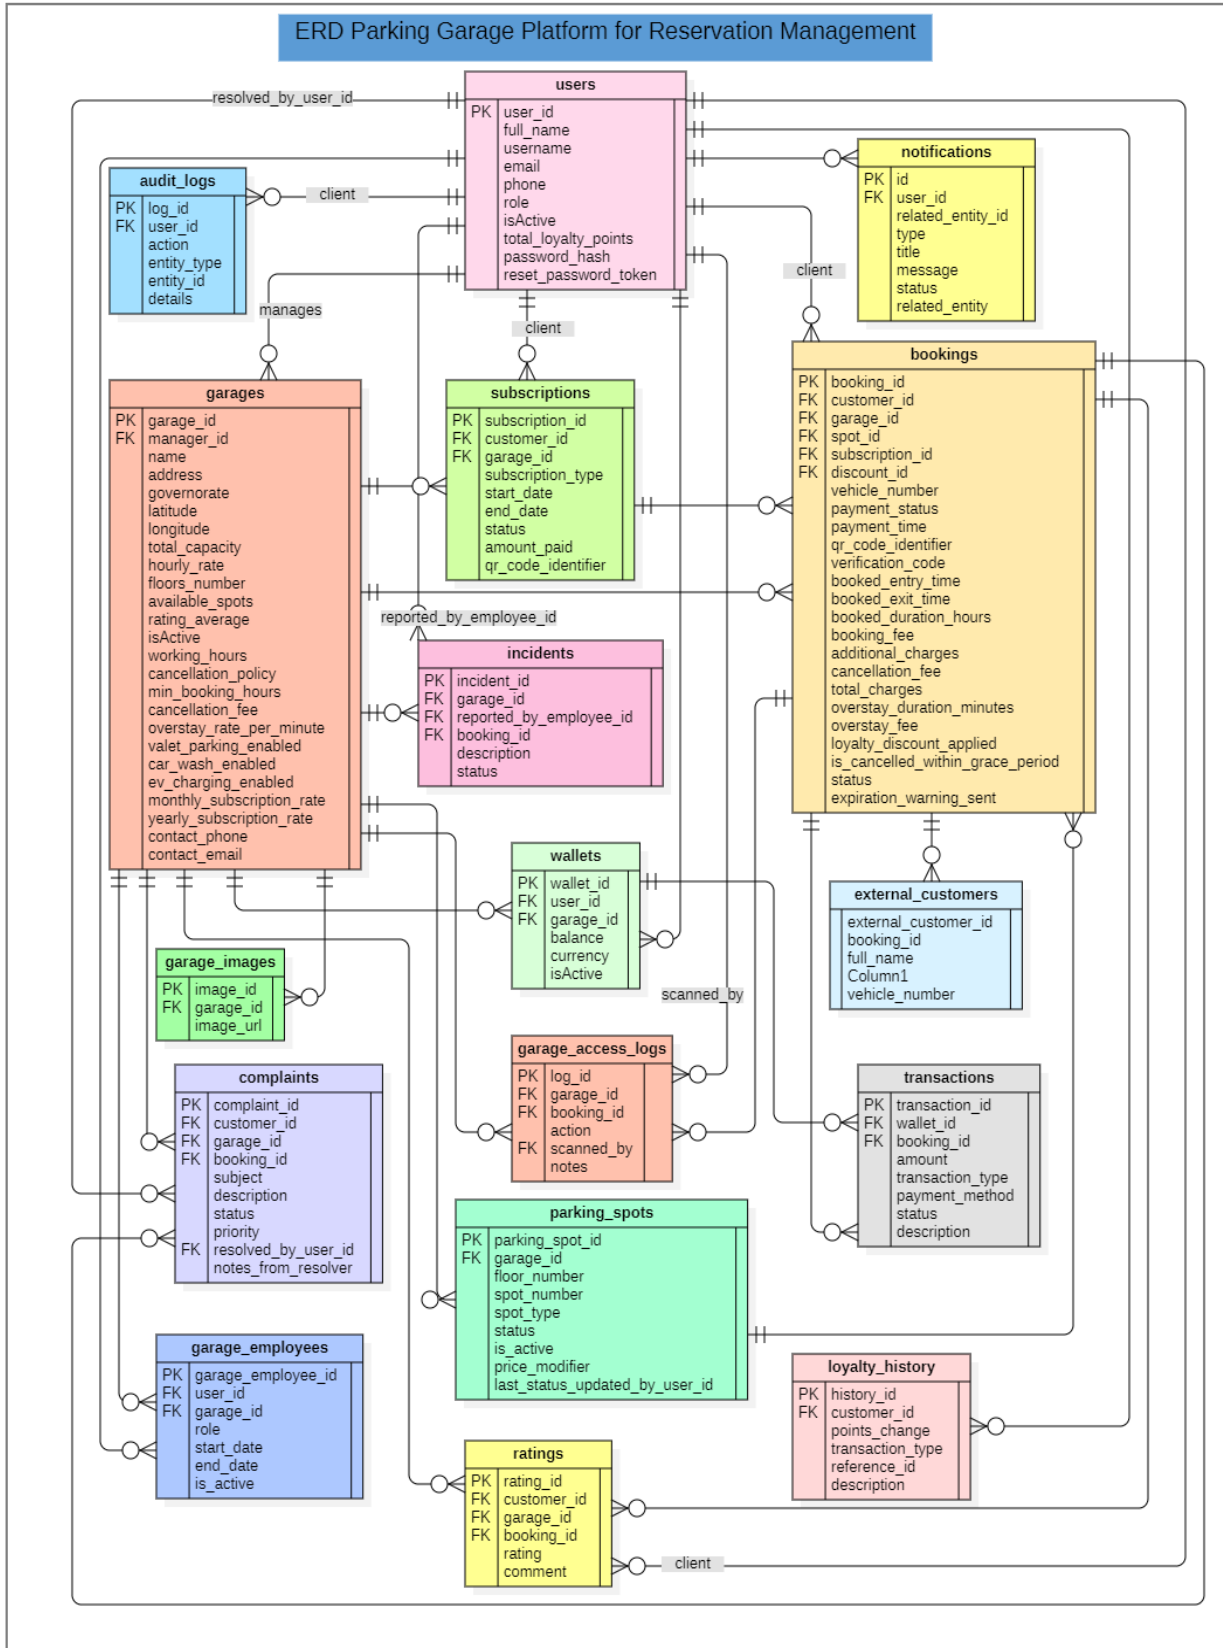 ERD Parking Garage Platform for Reservation Management
resolved_by_user_id
users
PK user_id
full_name
username
email
phone
role
isActive
total_loyalty_points
password_hash
reset_password_token
notifications
PK id
FK user_id
related_entity_id
type
title
message
status
related_entity
audit_logs
PK log_id
FK user_id
action
entity_type
entity_id
details
client
client
manages
client
garages
PK garage_id
FK manager_id
name
address
governorate
latitude
longitude
total_capacity
hourly_rate
floors_number
available_spots
rating_average
isActive
working_hours
cancellation_policy
min_booking_hours
cancellation_fee
overstay_rate_per_minute
valet_parking_enabled
car_wash_enabled
ev_charging_enabled
monthly_subscription_rate
yearly_subscription_rate
contact_phone
contact_email
subscriptions
PK subscription_id
FK customer_id
FK garage_id
subscription_type
start_date
end_date
status
amount_paid
qr_code_identifier
bookings
PK booking_id
FK customer_id
FK garage_id
FK spot_id
FK subscription_id
FK discount_id
vehicle_number
payment_status
payment_time
qr_code_identifier
verification_code
booked_entry_time
booked_exit_time
booked_duration_hours
booking_fee
additional_charges
cancellation_fee
total_charges
overstay_duration_minutes
overstay_fee
loyalty_discount_applied
is_cancelled_within_grace_period
status
expiration_warning_sent
reported_by_employee_id
incidents
PK incident_id
FK garage_id
FK reported_by_employee_id
FK booking_id
description
status
wallets
PK wallet_id
FK user_id
FK garage_id
balance
currency
isActive
external_customers
external_customer_id
booking_id
full_name
Column1
vehicle_number
garage_images
PK image_id
FK garage_id
image_url
scanned_by
garage_access_logs
PK log_id
FK garage_id
FK booking_id
action
FK scanned_by
notes
complaints
PK complaint_id
FK customer_id
FK garage_id
FK booking_id
subject
description
status
priority
FK resolved_by_user_id
notes_from_resolver
transactions
PK transaction_id
FK wallet_id
FK booking_id
amount
transaction_type
payment_method
status
description
parking_spots
PK parking_spot_id
FK garage_id
floor_number
spot_number
spot_type
status
is_active
price_modifier
last_status_updated_by_user_id
garage_employees
PK garage_employee_id
FK user_id
FK garage_id
role
start_date
end_date
is_active
loyalty_history
PK history_id
FK customer_id
points_change
transaction_type
reference_id
description
ratings
PK rating_id
FK customer_id
FK garage_id
FK booking_id
rating
comment
client